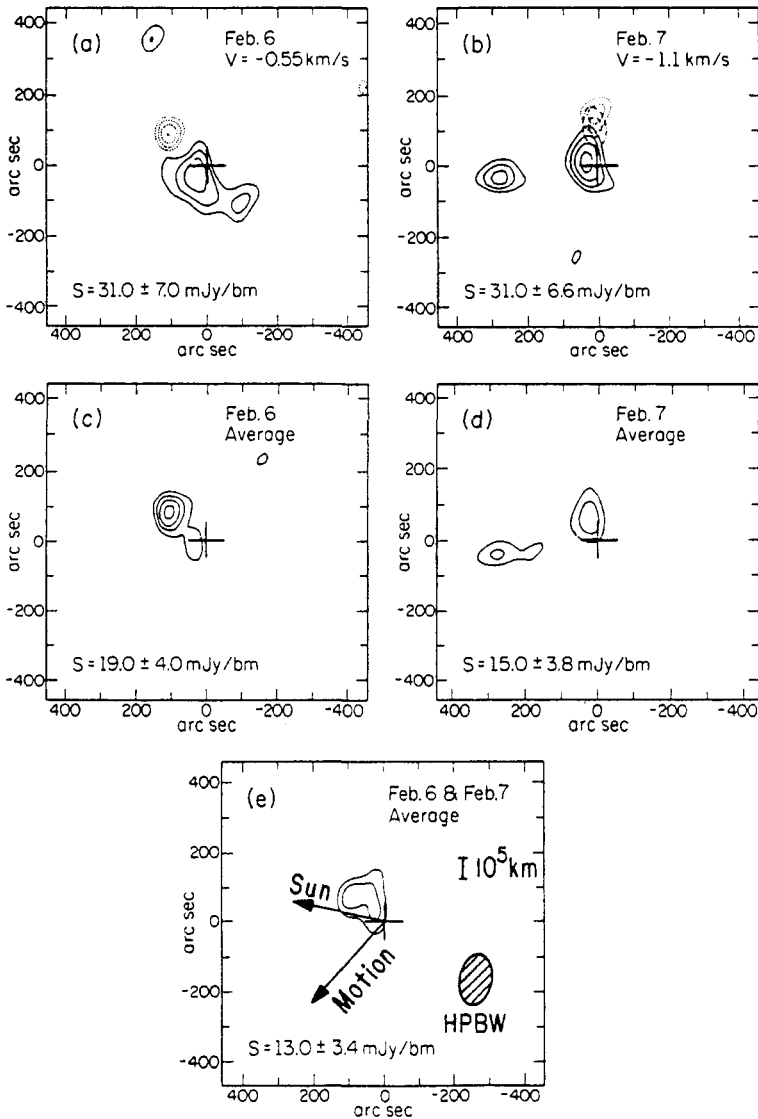 (a)
Feb. 6
V = -0.55 km/s
400
200
0
-200
-400
arc sec
S = 31.0 ± 7.0 mJy/bm
400 200 0 -200 -400
arc sec
(b)
Feb. 7
V = -1.1 km/s
400
200
0
-200
-400
arc sec
S = 31.0 ± 6.6 mJy/bm
400 200 0 -200 -400
arc sec
(c)
Feb. 6
Average
400
200
0
-200
-400
arc sec
S = 19.0 ± 4.0 mJy/bm
400 200 0 -200 -400
arc sec
(d)
Feb. 7
Average
400
200
0
-200
-400
arc sec
S = 15.0 ± 3.8 mJy/bm
400 200 0 -200 -400
arc sec
(e)
Feb. 6 & Feb. 7
Average
400
200
0
-200
-400
arc sec
10⁵ km
Sun
Motion
HPBW
S = 13.0 ± 3.4 mJy/bm
400 200 0 -200 -400
arc sec